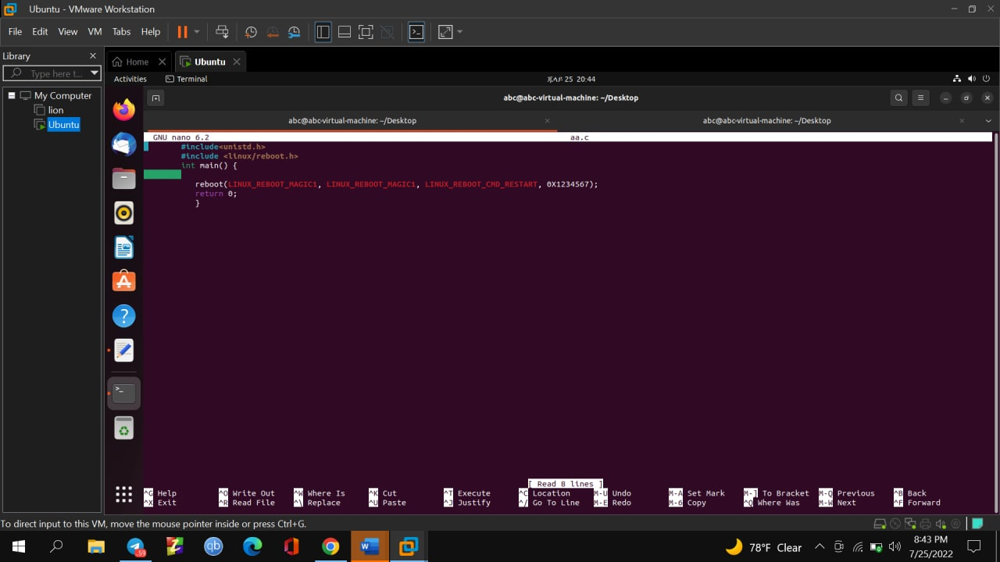 Ubuntu - VMware Workstation
File Edit View VM Tabs Help
Library
Type here t...
My Computer
lion
Ubuntu
Home
Ubuntu
Activities
Terminal
ጁላይ 25 20:44
abc@abc-virtual-machine: ~/Desktop
abc@abc-virtual-machine: ~/Desktop
abc@abc-virtual-machine: ~/Desktop
GNU nano 6.2 aa.c
#include<unistd.h>
#include <linux/reboot.h>
int main() {
reboot(LINUX_REBOOT_MAGIC1, LINUX_REBOOT_MAGIC1, LINUX_REBOOT_CMD_RESTART, 0X1234567);
return 0;
}
[ Read 8 lines ]
^G Help ^O Write Out ^W Where Is ^K Cut ^T Execute ^C Location M-U Undo M-A Set Mark M-] To Bracket M-Q Previous ^B Back
^X Exit ^R Read File ^\ Replace ^U Paste ^J Justify ^/ Go To Line M-E Redo M-6 Copy ^Q Where Was M-W Next ^F Forward
To direct input to this VM, move the mouse pointer inside or press Ctrl+G.
59
qb
78°F Clear
8:43 PM
7/25/2022